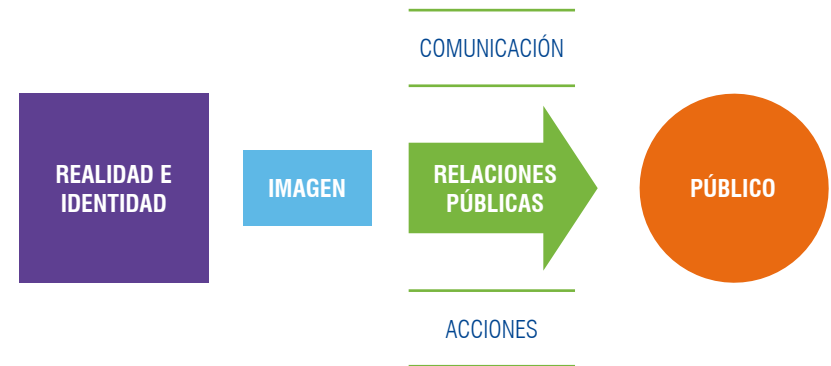 COMUNICACIÓN
REALIDAD E
IDENTIDAD
IMAGEN
RELACIONES
PÚBLICAS
PÚBLICO
ACCIONES